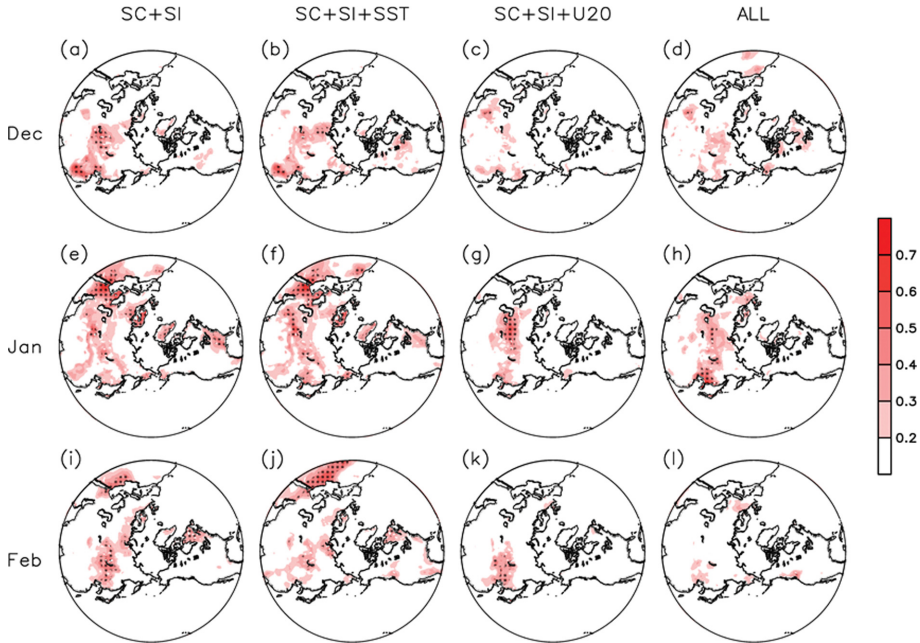 SC+SI SC+SI+SST SC+SI+U20 ALL
(a) (b) (c) (d)
Dec
(e) (f) (g) (h)
Jan
0.7
0.6
0.5
0.4
0.3
0.2
(i) (j) (k) (l)
Feb